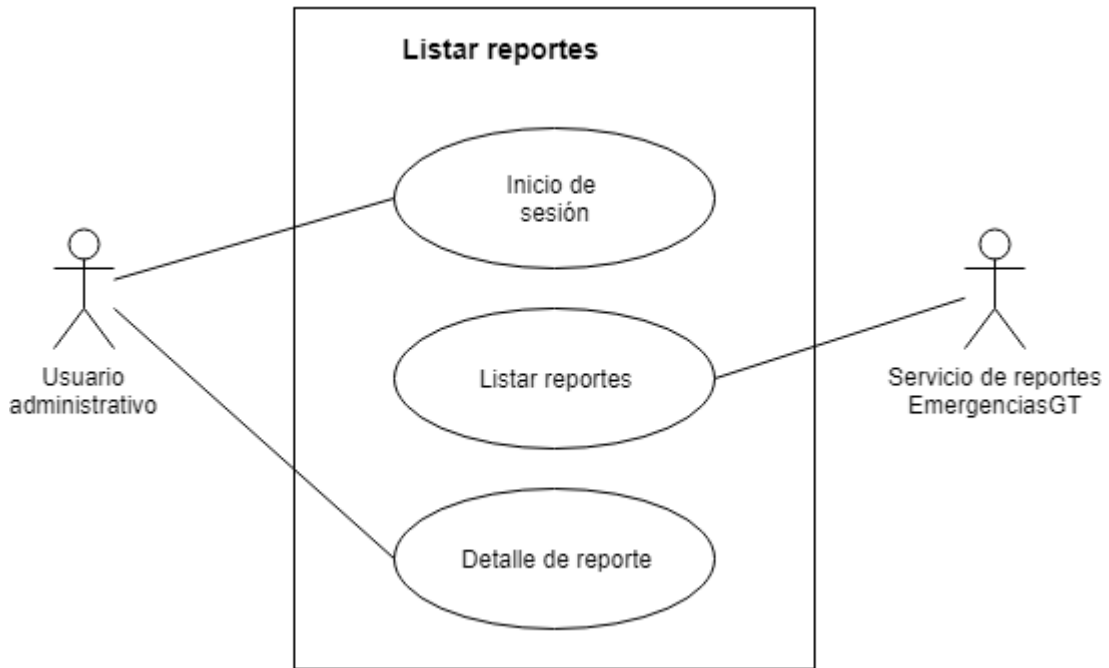 Listar reportes
Inicio de
sesión
Usuario
administrativo
Listar reportes
Servicio de reportes
EmergenciasGT
Detalle de reporte